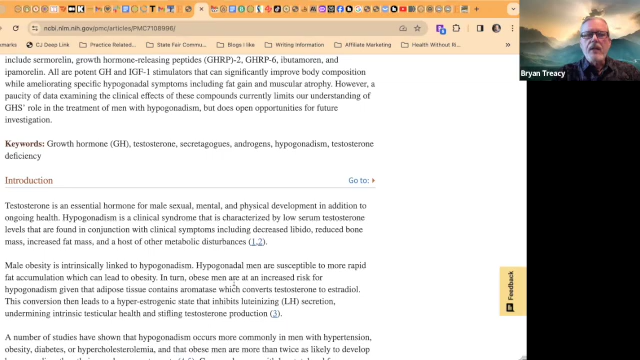 ncbi.nlm.nih.gov/pmc/articles/PMC7108996/
Bookmarks
CJ Deep Link
Practice Related...
State Fair Commu...
Blogs I like
Writing Information
Affiliate Marketing
Health Without Ri...
include sermorelin, growth hormone-releasing peptides (GHRP)-2, GHRP-6, ibutamoren, and
ipamorelin. All are potent GH and IGF-1 stimulators that can significantly improve body composition
while ameliorating specific hypogonadal symptoms including fat gain and muscular atrophy. However, a
paucity of data examining the clinical effects of these compounds currently limits our understanding of
GHS's role in the treatment of men with hypogonadism, but does open opportunities for future
investigation.
Keywords: Growth hormone (GH), testosterone, secretagogues, androgens, hypogonadism, testosterone
deficiency
Introduction
Go to:
Testosterone is an essential hormone for male sexual, mental, and physical development in addition to
ongoing health. Hypogonadism is a clinical syndrome that is characterized by low serum testosterone
levels that are found in conjunction with clinical symptoms including decreased libido, reduced bone
mass, increased fat mass, and a host of other metabolic disturbances (1,2).
Male obesity is intrinsically linked to hypogonadism. Hypogonadal men are susceptible to more rapid
fat accumulation which can lead to obesity. In turn, obese men are at an increased risk for
hypogonadism given that adipose tissue contains aromatase which converts testosterone to estradiol.
This conversion then leads to a hyper-estrogenic state that inhibits luteinizing (LH) secretion,
undermining intrinsic testicular health and stifling testosterone production (3).
A number of studies have shown that hypogonadism occurs more commonly in men with hypertension,
obesity, diabetes, or hypercholesterolemia, and that obese men are more than twice as likely to develop
Feedback
Bryan Treacy